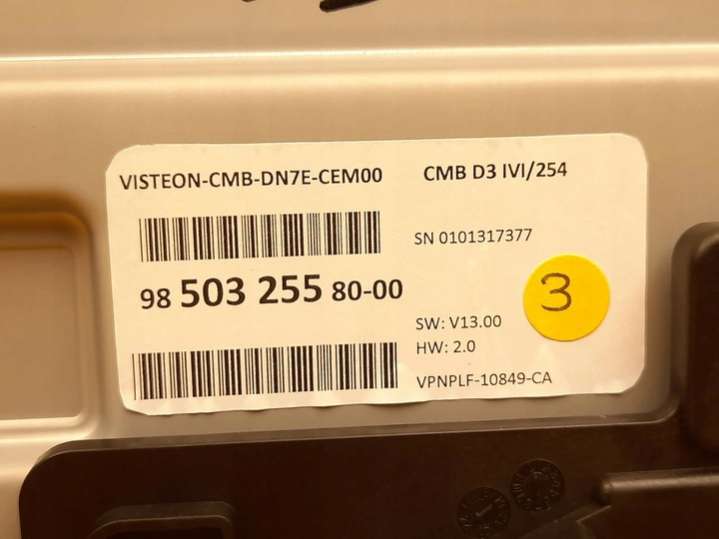 VISTEON-CMB-DN7E-CEM00
CMB D3 IVI/254
SN 0101317377
98 503 255 80-00
3
SW: V13.00
HW: 2.0
VPNPLF-10849-CA